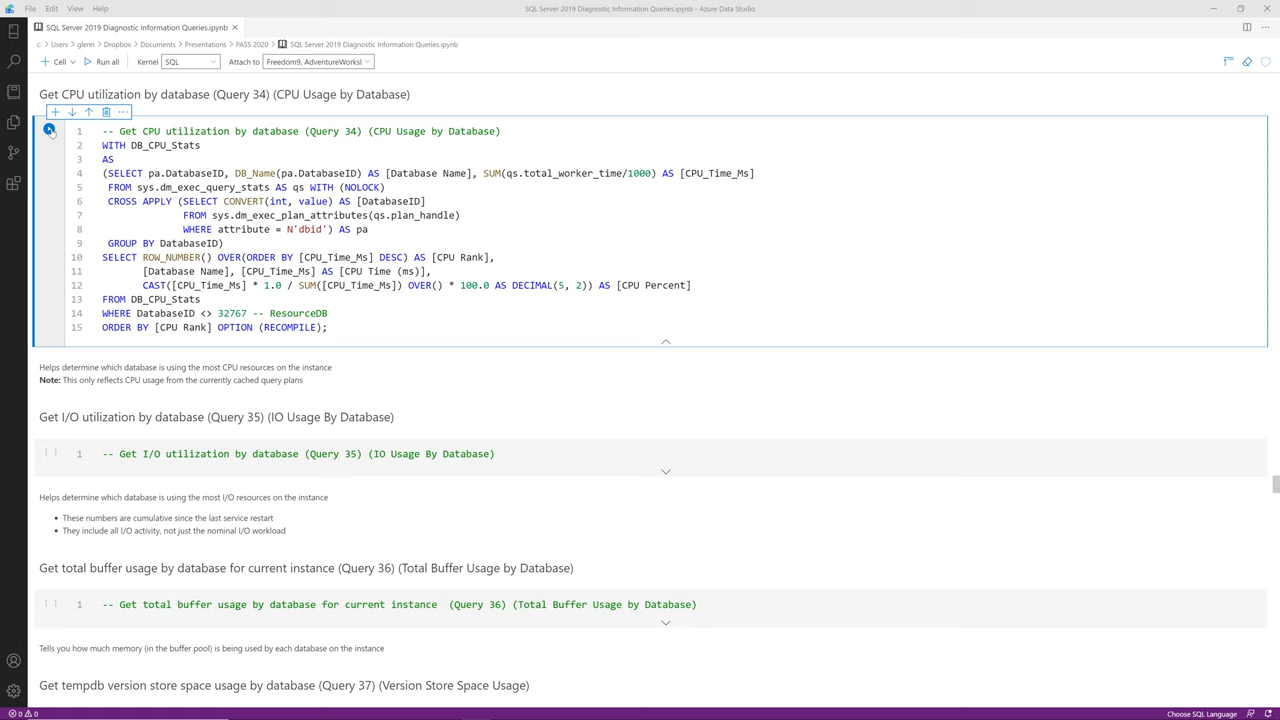 File Edit View Help
SQL Server 2019 Diagnostic Information Queries.ipynb - Azure Data Studio
SQL Server 2019 Diagnostic Information Queries.ipynb
c: > Users > glenn > Dropbox > Documents > Presentations > PASS 2020 > SQL Server 2019 Diagnostic Information Queries.ipynb
Cell Run all Kernel SQL Attach to Freedom9, AdventureWorksl
Get CPU utilization by database (Query 34) (CPU Usage by Database)
1 -- Get CPU utilization by database (Query 34) (CPU Usage by Database)
2 WITH DB_CPU_Stats
3 AS
4 (SELECT pa.DatabaseID, DB_Name(pa.DatabaseID) AS [Database Name], SUM(qs.total_worker_time/1000) AS [CPU_Time_Ms]
5 FROM sys.dm_exec_query_stats AS qs WITH (NOLOCK)
6 CROSS APPLY (SELECT CONVERT(int, value) AS [DatabaseID]
7 FROM sys.dm_exec_plan_attributes(qs.plan_handle)
8 WHERE attribute = N'dbid') AS pa
9 GROUP BY DatabaseID)
10 SELECT ROW_NUMBER() OVER(ORDER BY [CPU_Time_Ms] DESC) AS [CPU Rank],
11 [Database Name], [CPU_Time_Ms] AS [CPU Time (ms)],
12 CAST([CPU_Time_Ms] * 1.0 / SUM([CPU_Time_Ms]) OVER() * 100.0 AS DECIMAL(5, 2)) AS [CPU Percent]
13 FROM DB_CPU_Stats
14 WHERE DatabaseID <> 32767 -- ResourceDB
15 ORDER BY [CPU Rank] OPTION (RECOMPILE);
Helps determine which database is using the most CPU resources on the instance
Note: This only reflects CPU usage from the currently cached query plans
Get I/O utilization by database (Query 35) (IO Usage By Database)
[ ] 1 -- Get I/O utilization by database (Query 35) (IO Usage By Database)
Helps determine which database is using the most I/O resources on the instance
• These numbers are cumulative since the last service restart
• They include all I/O activity, not just the nominal I/O workload
Get total buffer usage by database for current instance (Query 36) (Total Buffer Usage by Database)
[ ] 1 -- Get total buffer usage by database for current instance  (Query 36) (Total Buffer Usage by Database)
Tells you how much memory (in the buffer pool) is being used by each database on the instance
Get tempdb version store space usage by database (Query 37) (Version Store Space Usage)
0 0 Choose SQL Language